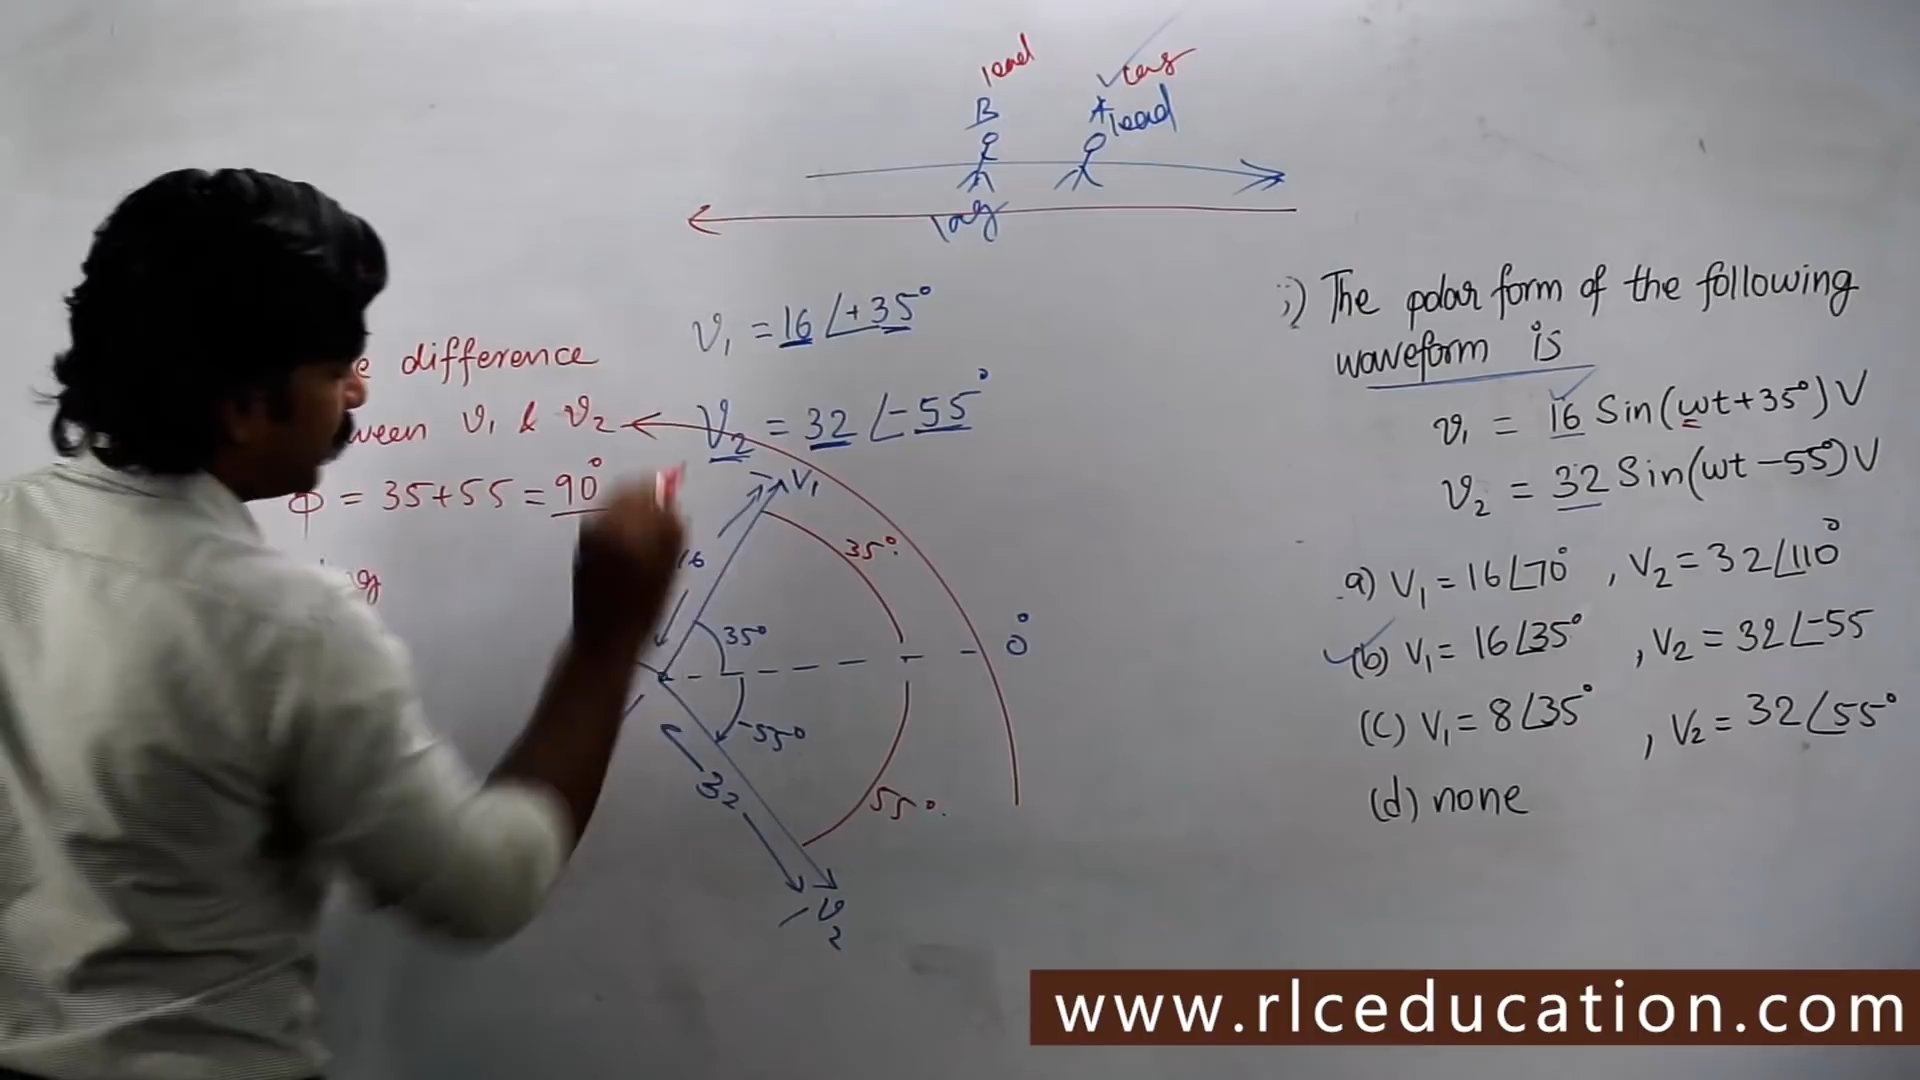 lead
B
A lead
lag
V₁ = 16∠+35°
V₂ = 32∠-55°
difference
ween v₁ & v₂
Φ = 35+55 = 90°
V₁
16
35°
35°
0°
-55°
32
55°
v₂
ii) The polar form of the following
waveform is
v₁ = 16 Sin(wt+35°)V
v₂ = 32 Sin(wt-55°)V
a) V₁ = 16∠70° , V₂ = 32∠110°
(b) V₁ = 16∠35° , V₂ = 32∠-55
(C) V₁ = 8∠35° , V₂ = 32∠55°
(d) none
www.rlceducation.com